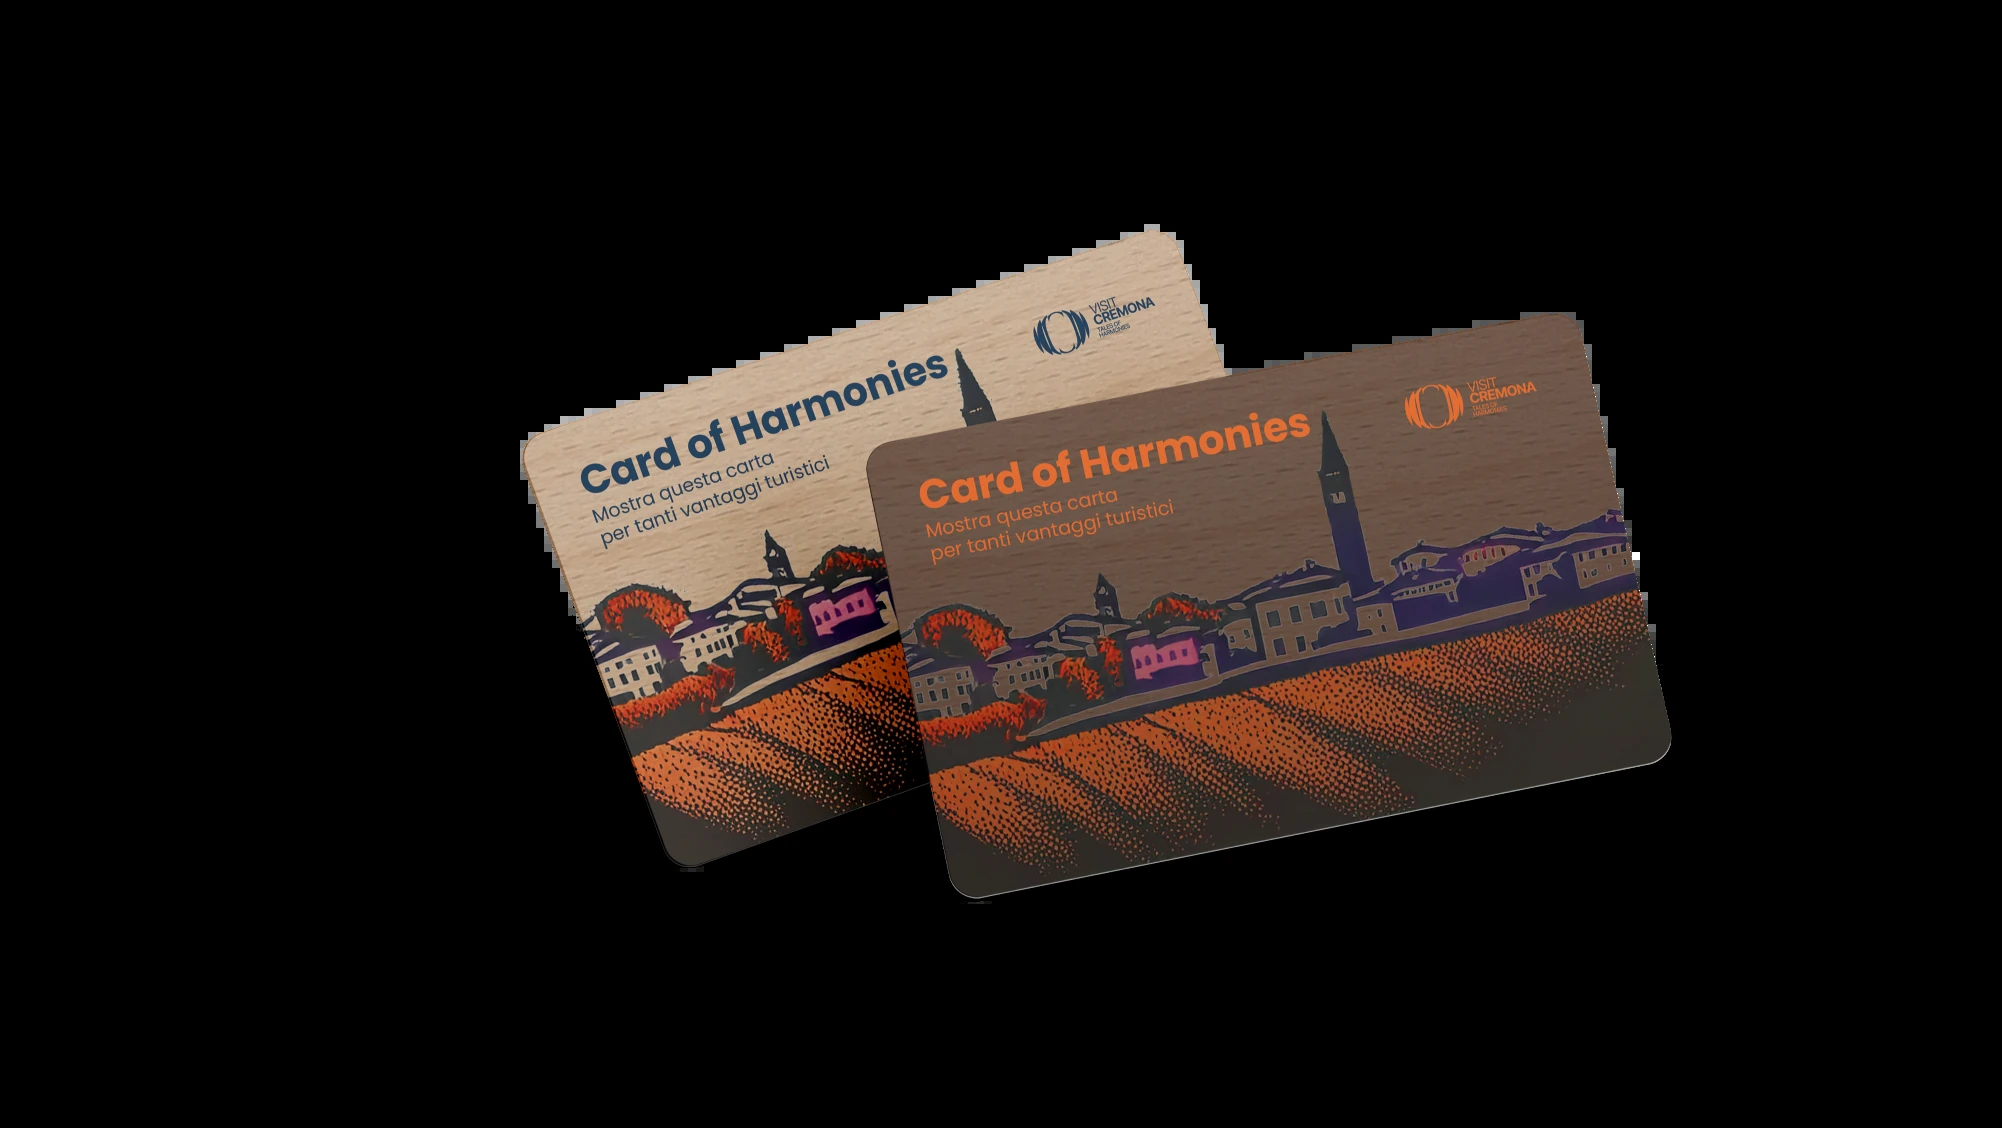 Card of Harmonies
Mostra questa carta
per tanti vantaggi turistici
VISIT
CREMONA
TALES OF
HARMONIES
Card of Harmonies
Mostra questa carta
per tanti vantaggi turistici
VISIT
CREMONA
TALES OF
HARMONIES